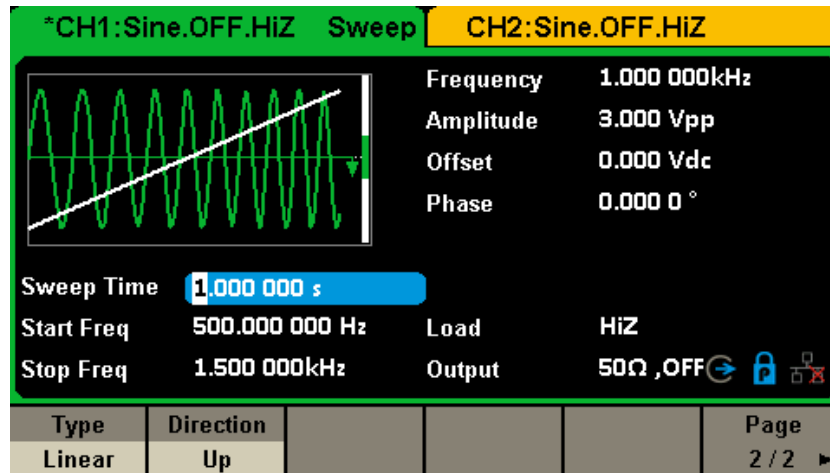 *CH1:Sine.OFF.HiZ Sweep CH2:Sine.OFF.HiZ
Frequency 1.000 000kHz
Amplitude 3.000 Vpp
Offset 0.000 Vdc
Phase 0.000 0 °
Sweep Time 1.000 000 s
Start Freq 500.000 000 Hz Load HiZ
Stop Freq 1.500 000kHz Output 50Ω ,OFF P
Type Direction Page
Linear Up 2 / 2